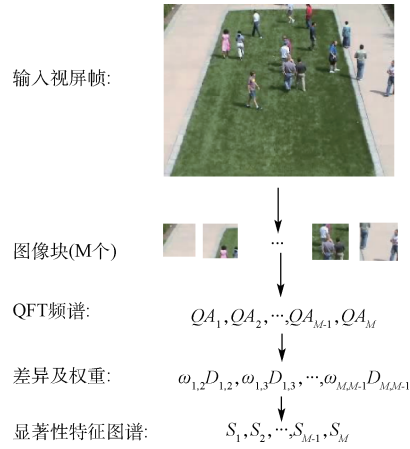 输入视屏帧:
图像块(M个) ...
QFT频谱: QA1,QA2,···,QAM-1,QAM
差异及权重: ω1,2D1,2,ω1,3D1,3,···,ωM,M-1DM,M-1
显著性特征图谱: S1,S2,···,SM-1,SM